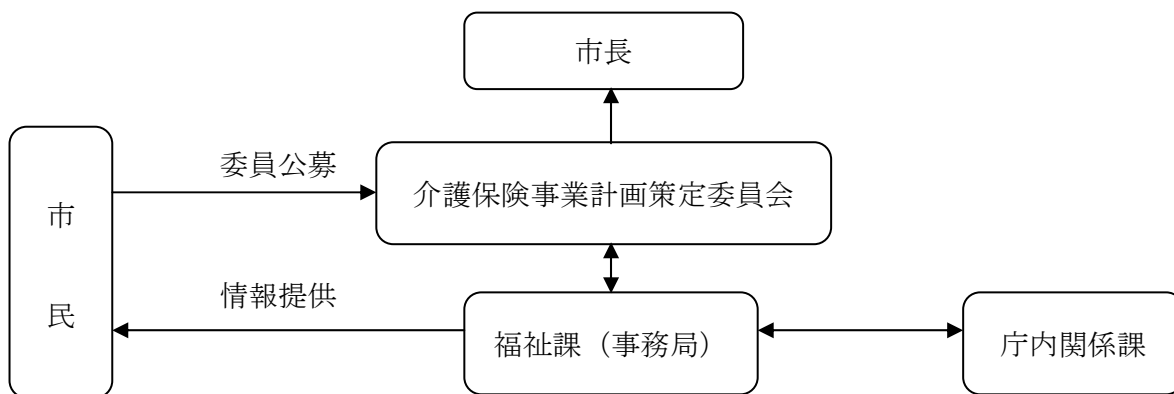 市長
委員公募
介護保険事業計画策定委員会
市民
情報提供
福祉課（事務局）
庁内関係課